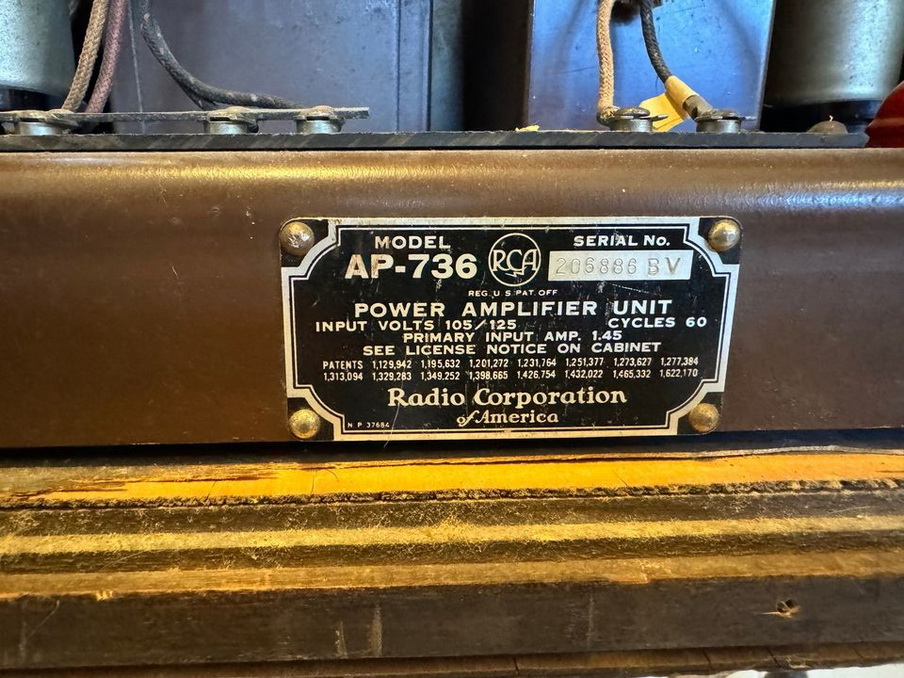 MODEL
AP-736
RCA
SERIAL No.
206886 BV
REG. U.S. PAT. OFF.
POWER AMPLIFIER UNIT
INPUT VOLTS 105/125 CYCLES 60
PRIMARY INPUT AMP. 1.45
SEE LICENSE NOTICE ON CABINET
PATENTS 1,129,942 1,195,632 1,201,272 1,231,764 1,251,377 1,273,627 1,277,384
1,313,094 1,329,283 1,349,252 1,398,665 1,426,754 1,432,022 1,465,332 1,622,170
Radio Corporation
of America
N P 37684